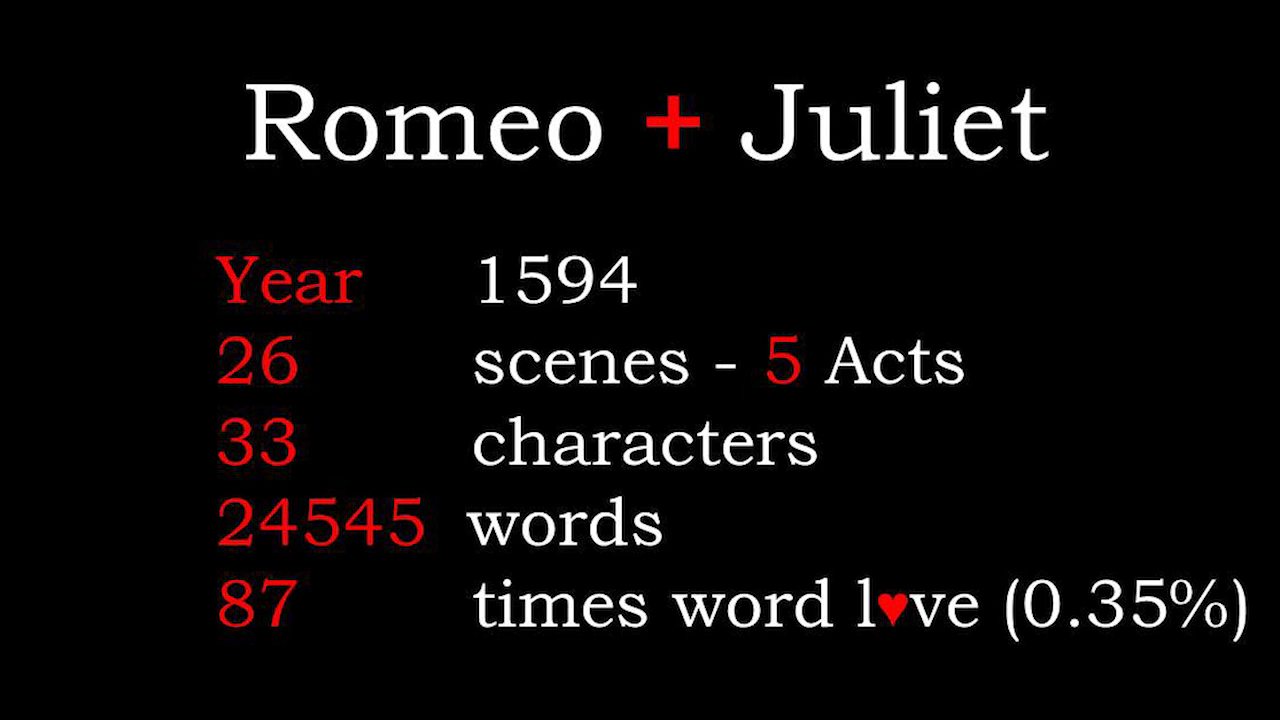 Romeo + Juliet
Year 1594
26 scenes - 5 Acts
33 characters
24545 words
87 times word l♥ve (0.35%)